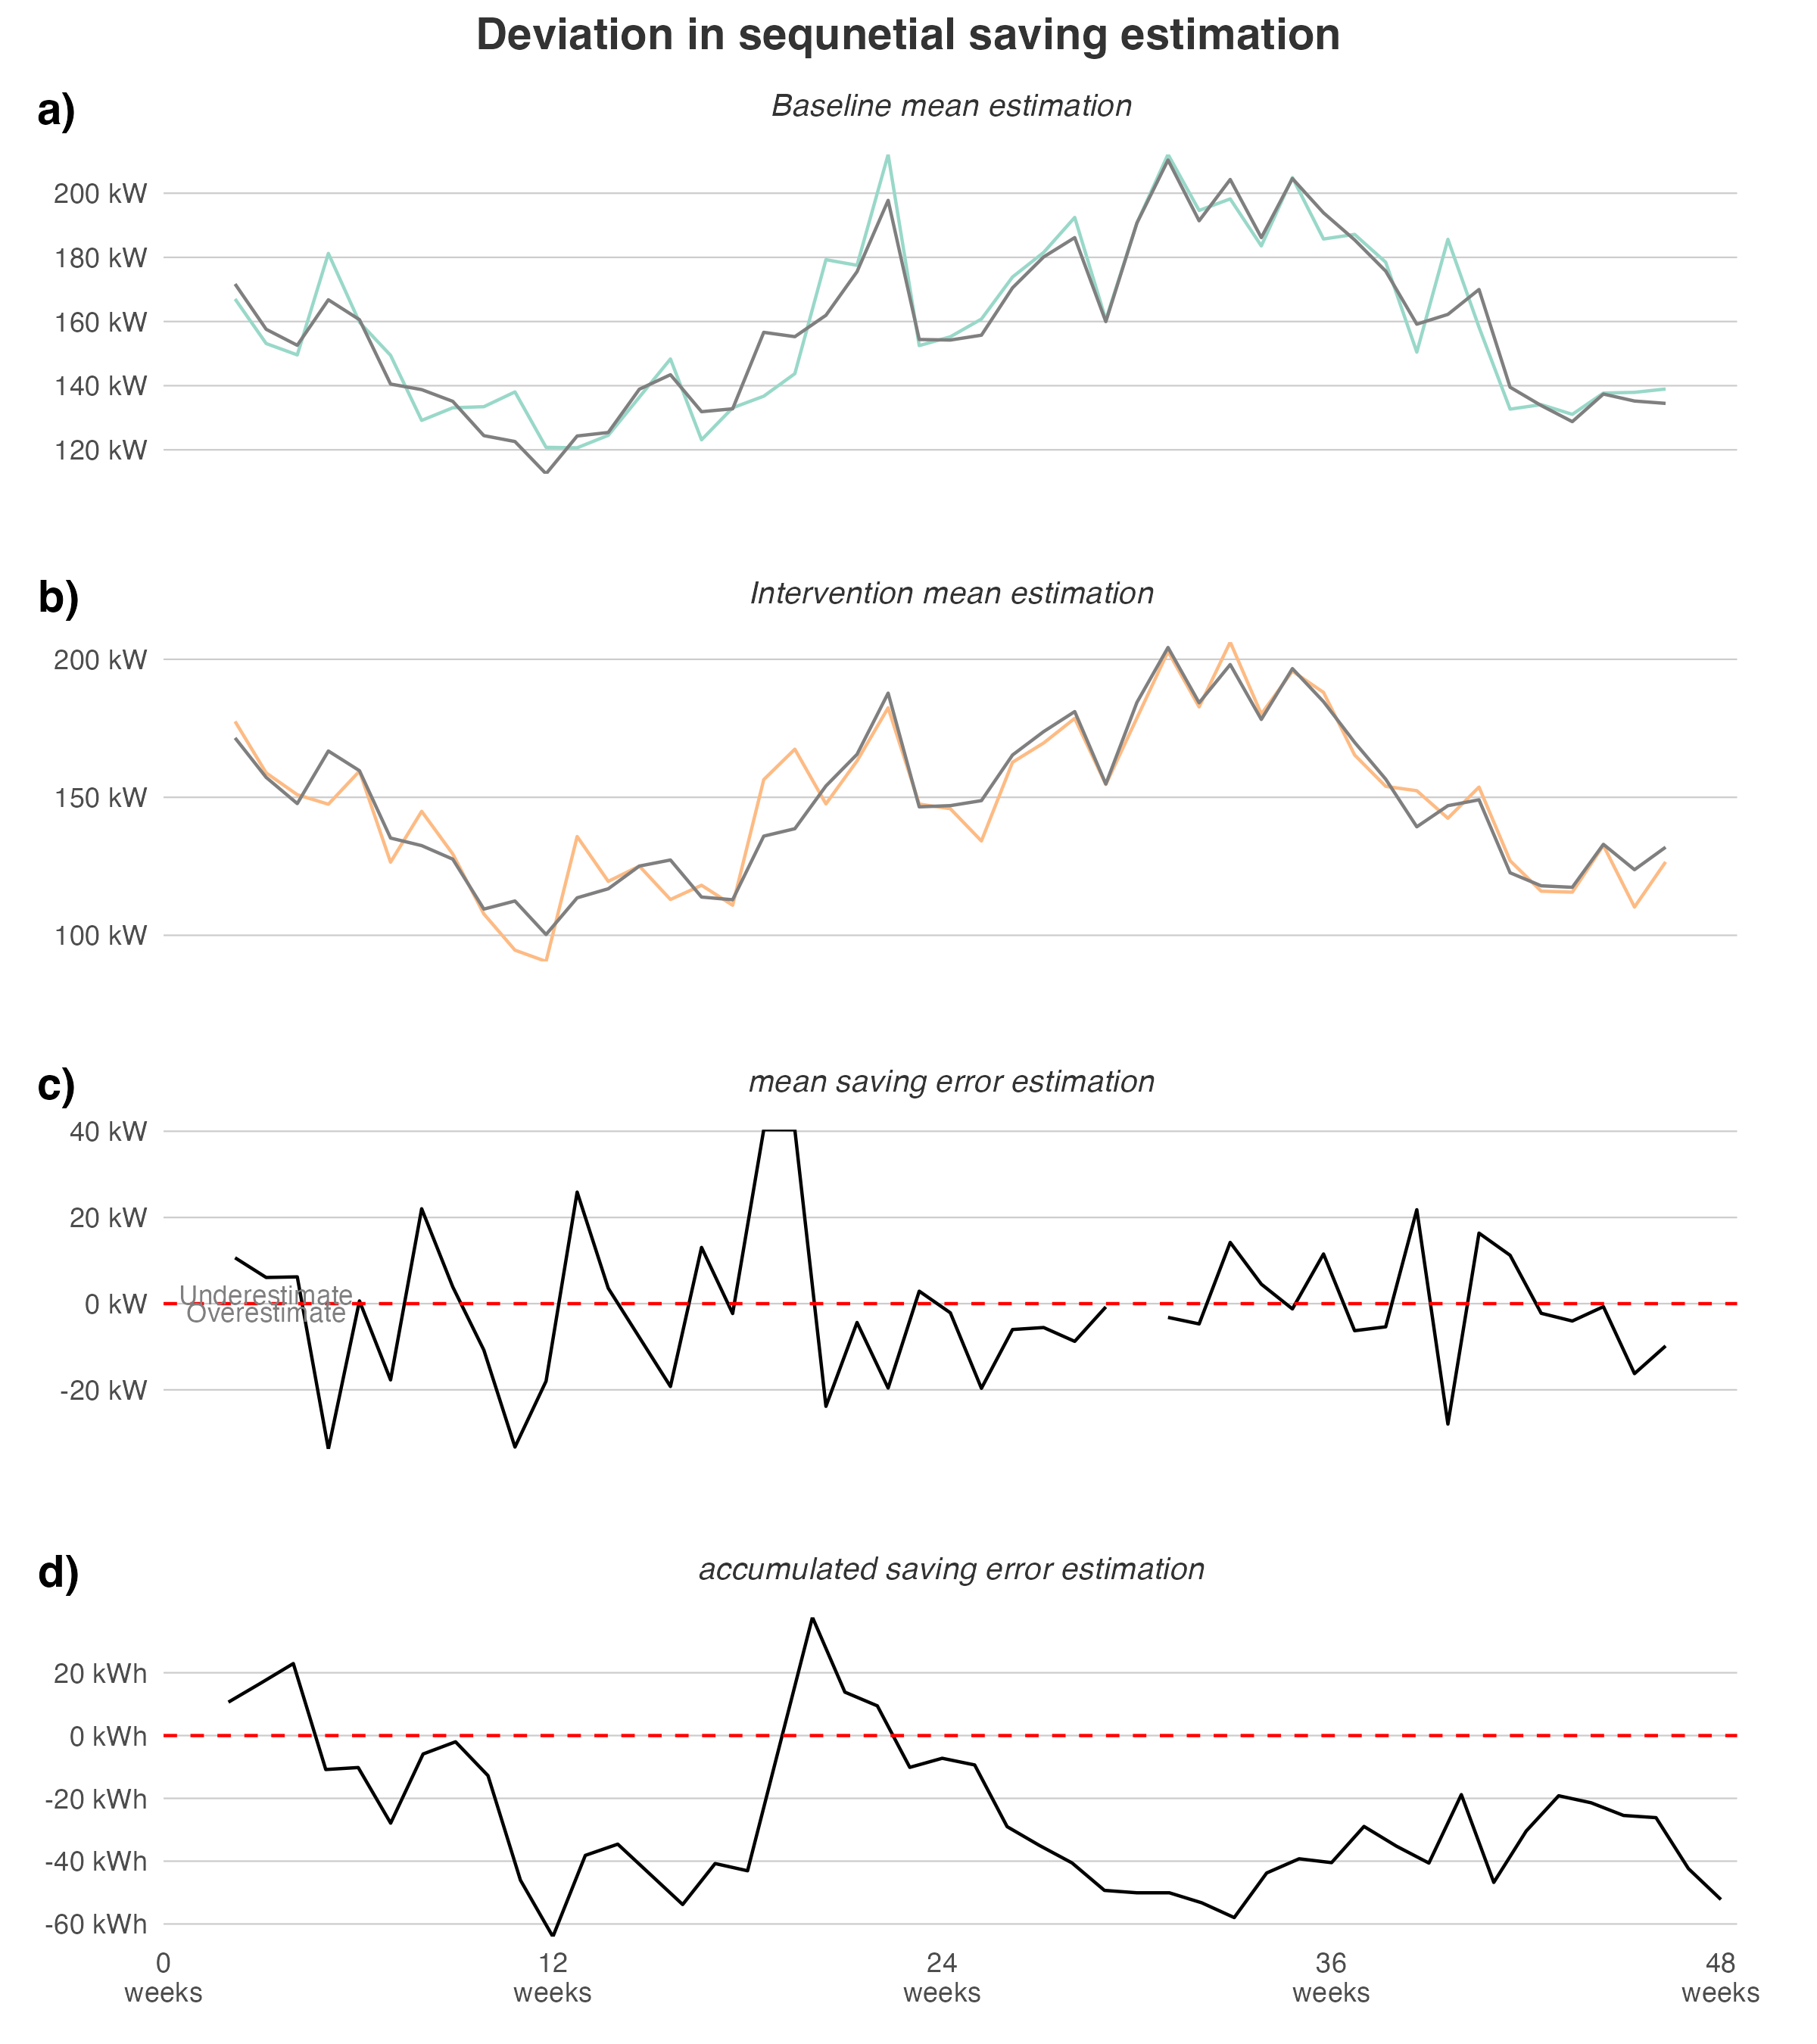 Deviation in sequnetial saving estimation
a)
Baseline mean estimation
200 kW
180 kW
160 kW
140 kW
120 kW
b)
Intervention mean estimation
200 kW
150 kW
100 kW
c)
mean saving error estimation
40 kW
20 kW
Underestimate
0 kW
Overestimate
-20 kW
d)
accumulated saving error estimation
20 kWh
0 kWh
-20 kWh
-40 kWh
-60 kWh
0 12 24 36 48
weeks weeks weeks weeks weeks